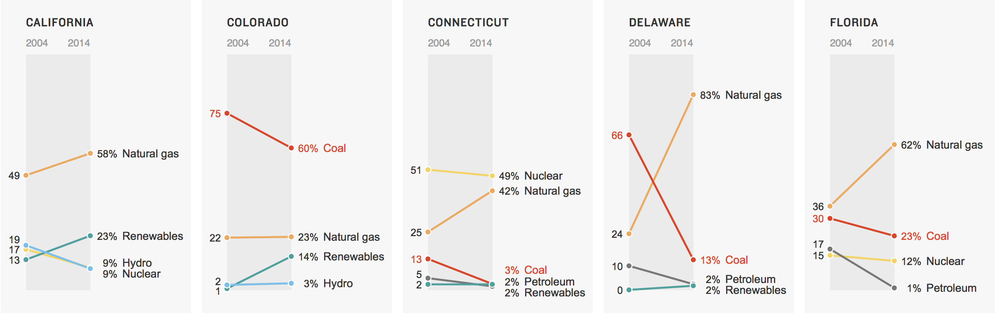 CALIFORNIA
2004 2014
58% Natural gas
49
23% Renewables
19
17
13
9% Hydro
9% Nuclear
COLORADO
2004 2014
75
60% Coal
22
23% Natural gas
14% Renewables
2
1
3% Hydro
CONNECTICUT
2004 2014
51
49% Nuclear
42% Natural gas
25
13
3% Coal
5
2% Petroleum
2
2% Renewables
DELAWARE
2004 2014
83% Natural gas
66
24
13% Coal
10
2% Petroleum
0
2% Renewables
FLORIDA
2004 2014
62% Natural gas
36
30
23% Coal
17
15
12% Nuclear
1% Petroleum